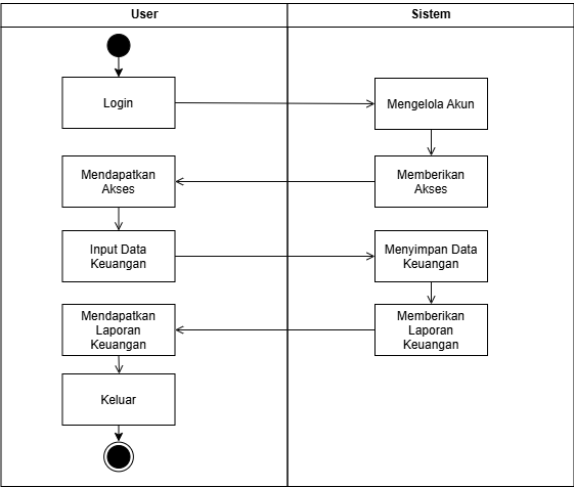 User
Sistem
Login
Mengelola Akun
Memberikan
Akses
Mendapatkan
Akses
Input Data
Keuangan
Menyimpan Data
Keuangan
Memberikan
Laporan
Keuangan
Mendapatkan
Laporan
Keuangan
Keluar